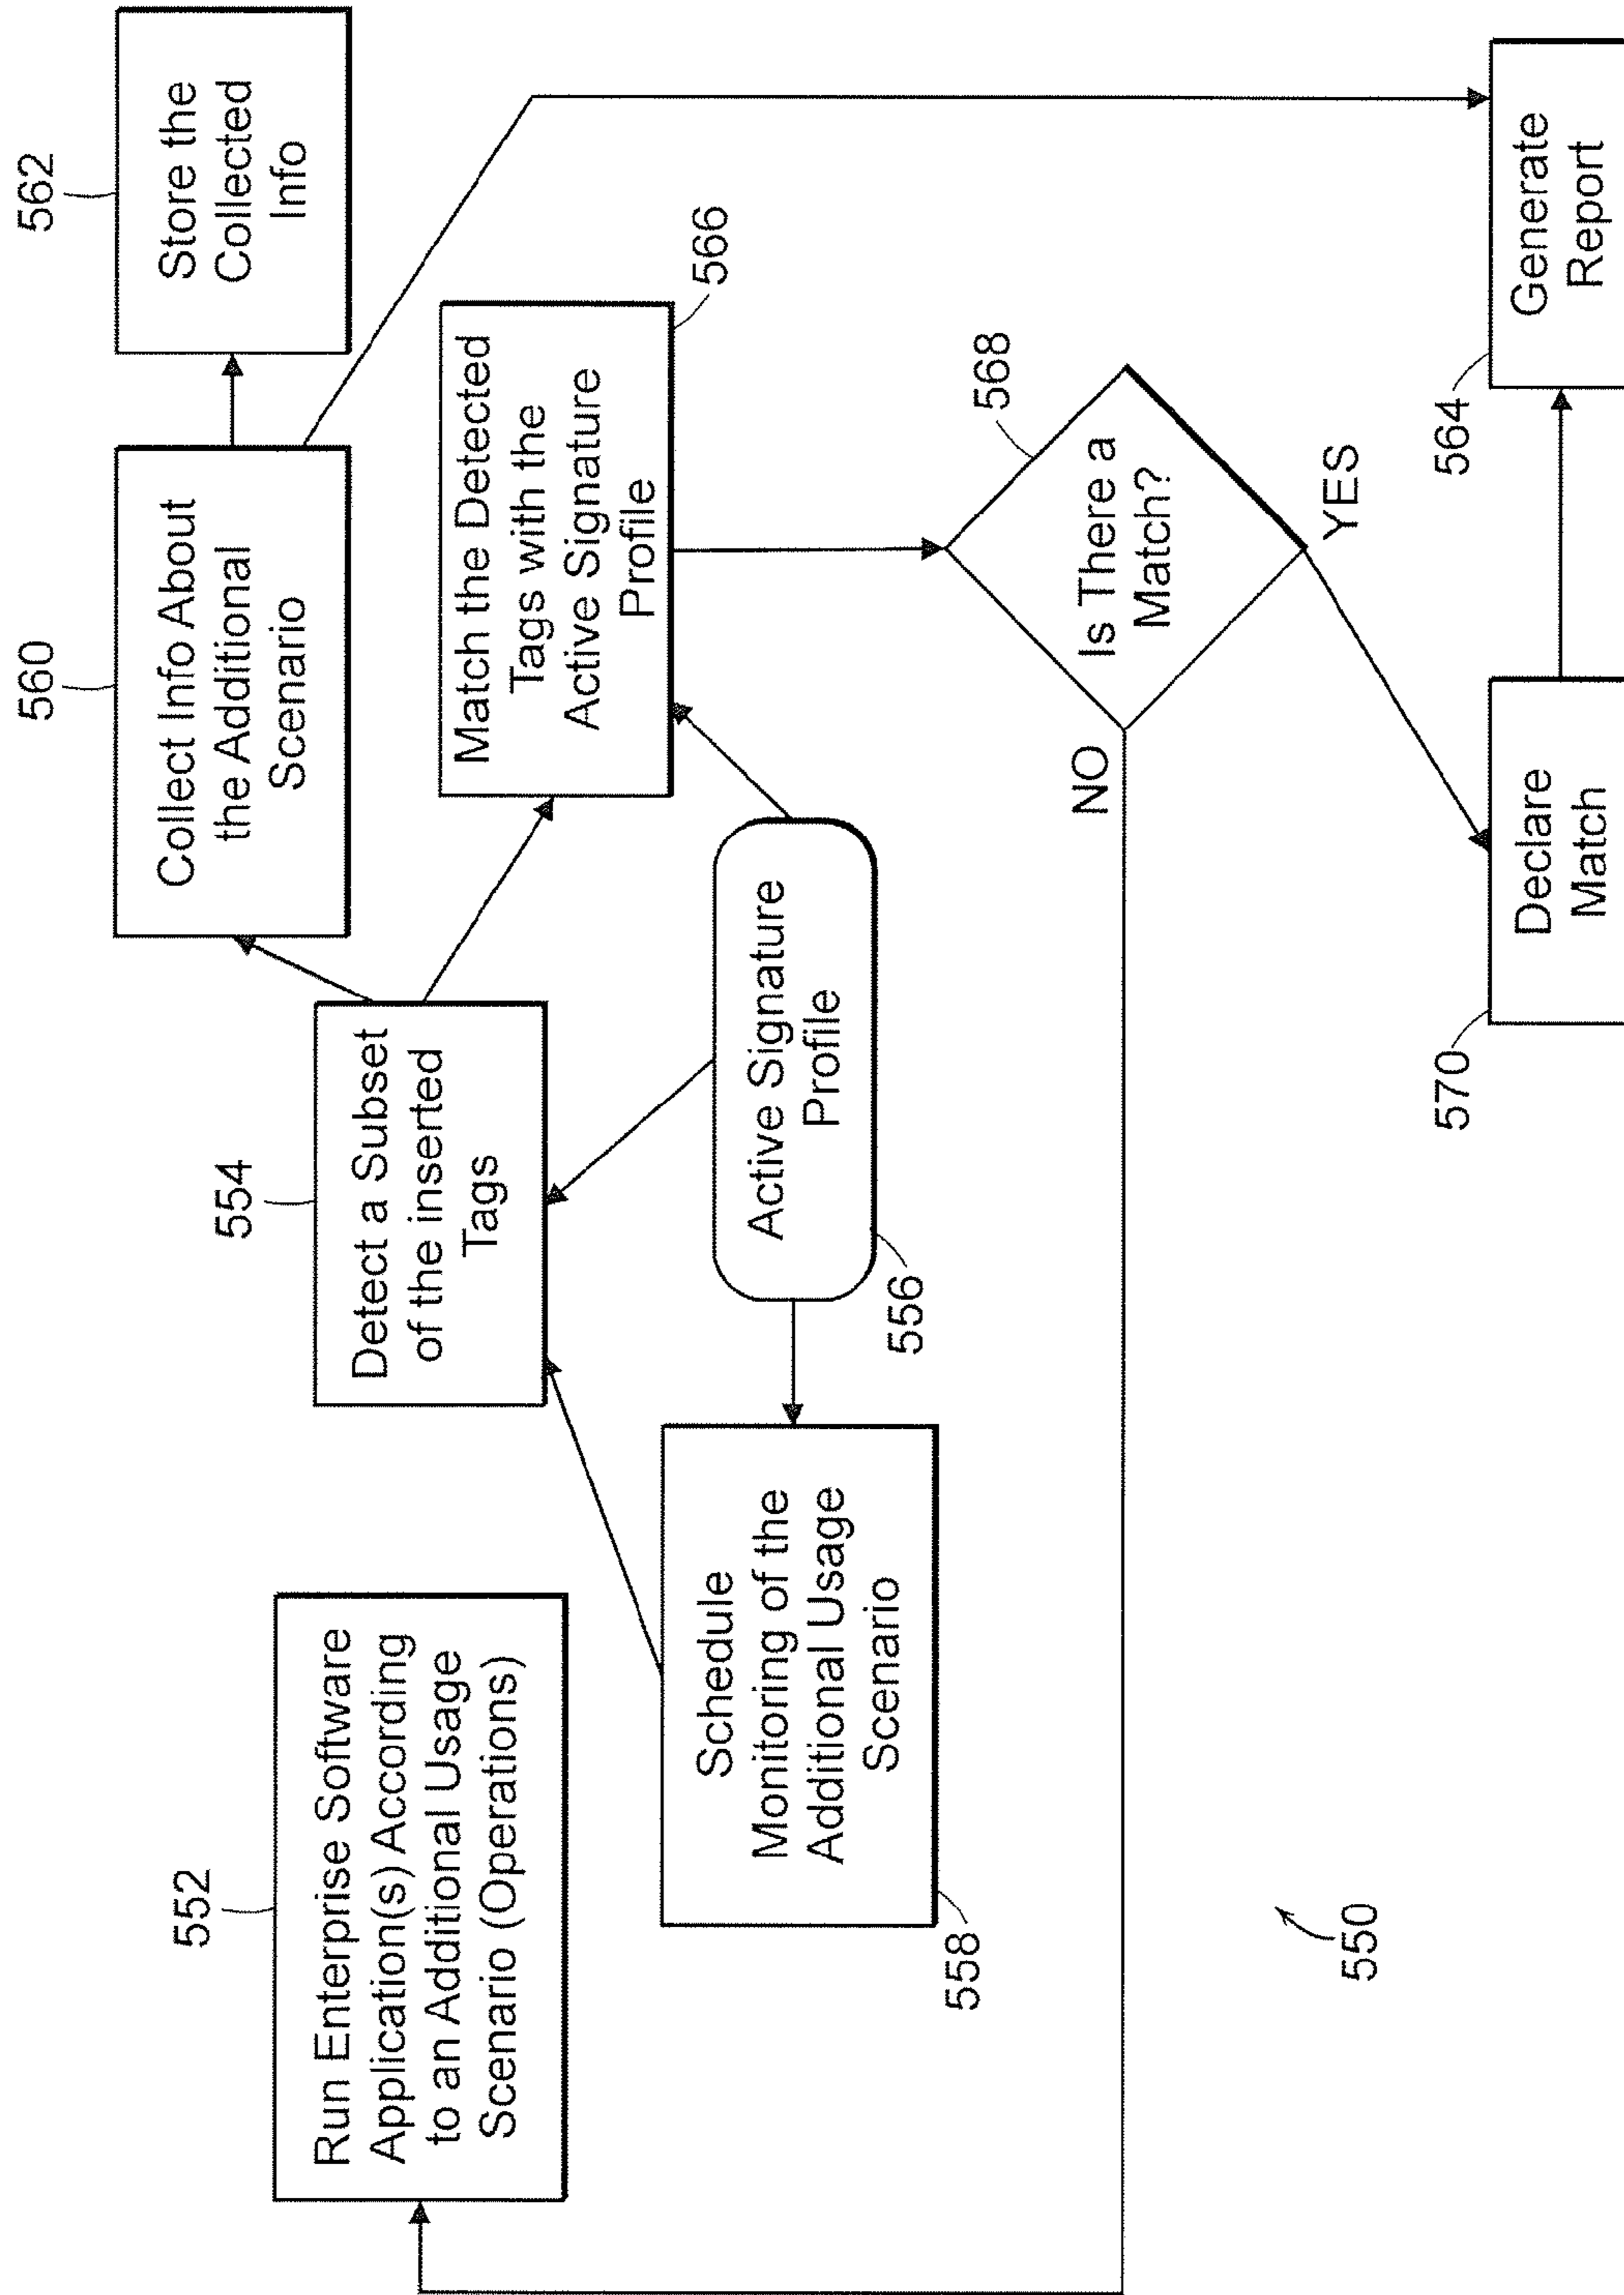 552
Run Enterprise Software
Application(s) According
to an Additional Usage
Scenario (Operations)
554
Detect a Subset
of the inserted
Tags
560
Collect Info About
the Additional
Scenario
562
Store the
Collected
Info
Schedule
Monitoring of the
Additional Usage
Scenario
558
Active Signature
Profile
556
Match the Detected
Tags with the
Active Signature
Profile
566
Is There a
Match?
568
NO
YES
550
570
Declare
Match
564
Generate
Report